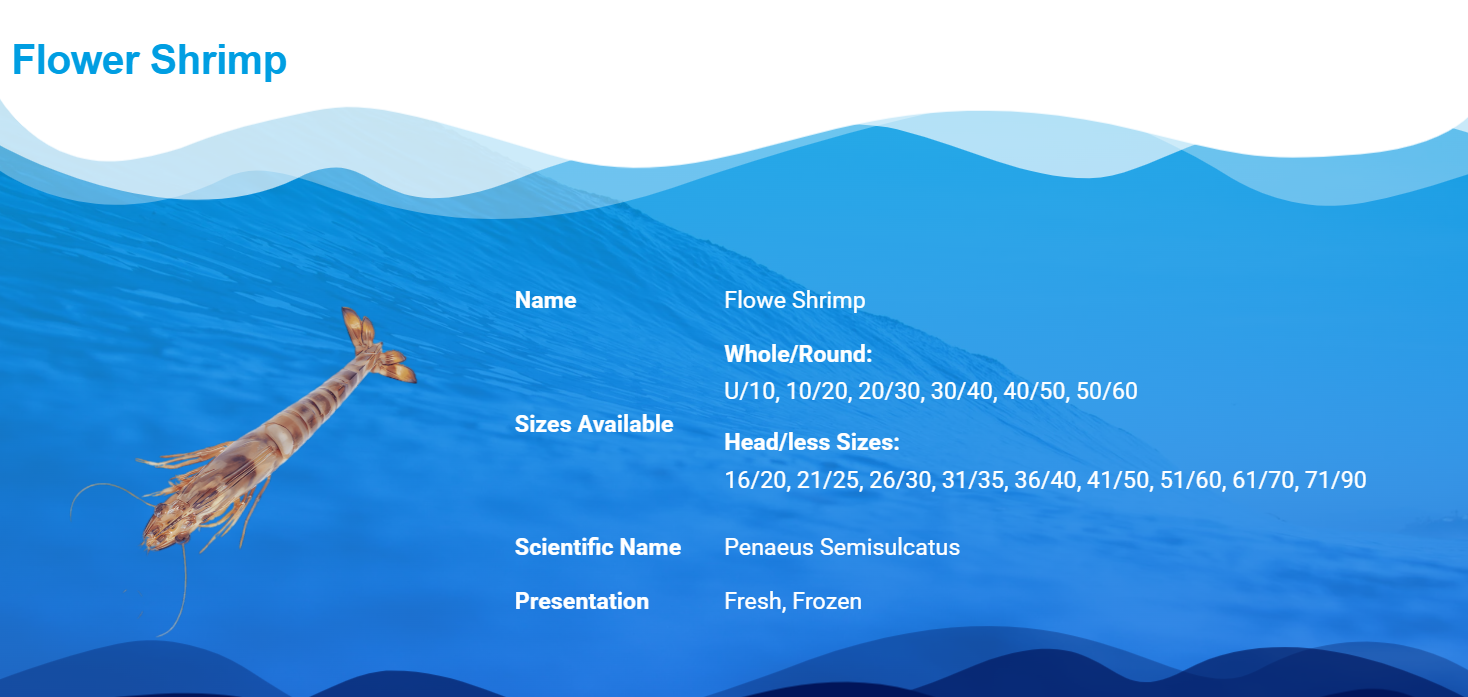 Flower Shrimp
Name Flowe Shrimp
Sizes Available
Whole/Round:
U/10, 10/20, 20/30, 30/40, 40/50, 50/60
Head/less Sizes:
16/20, 21/25, 26/30, 31/35, 36/40, 41/50, 51/60, 61/70, 71/90
Scientific Name Penaeus Semisulcatus
Presentation Fresh, Frozen